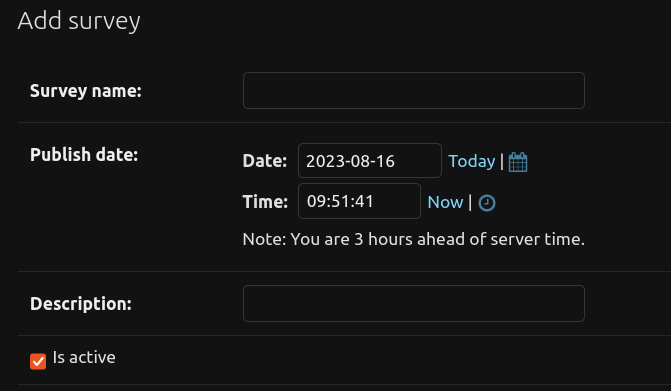 Add survey
Survey name:
Publish date:
Date: 2023-08-16 Today |
Time: 09:51:41 Now |
Note: You are 3 hours ahead of server time.
Description:
Is active